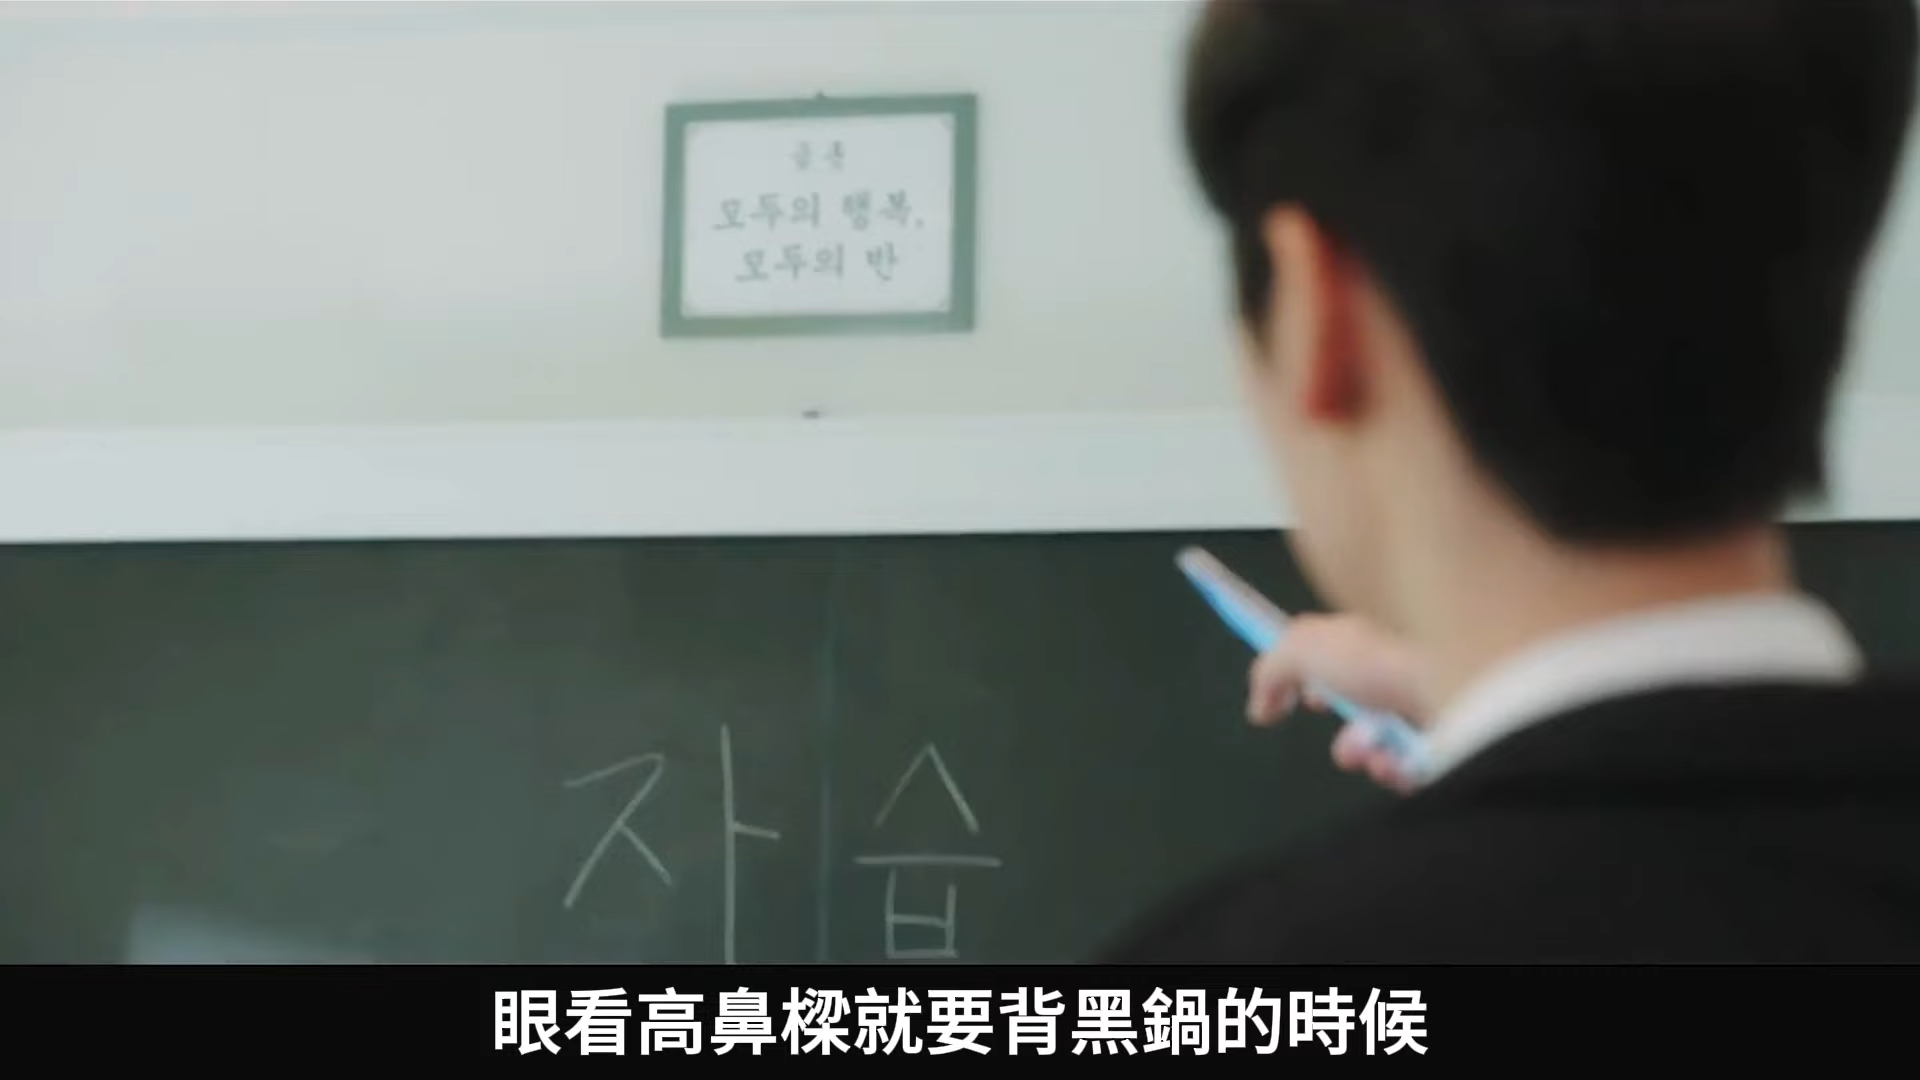 모두의 행복,
모두의 반
자습
眼看高鼻樑就要背黑鍋的時候